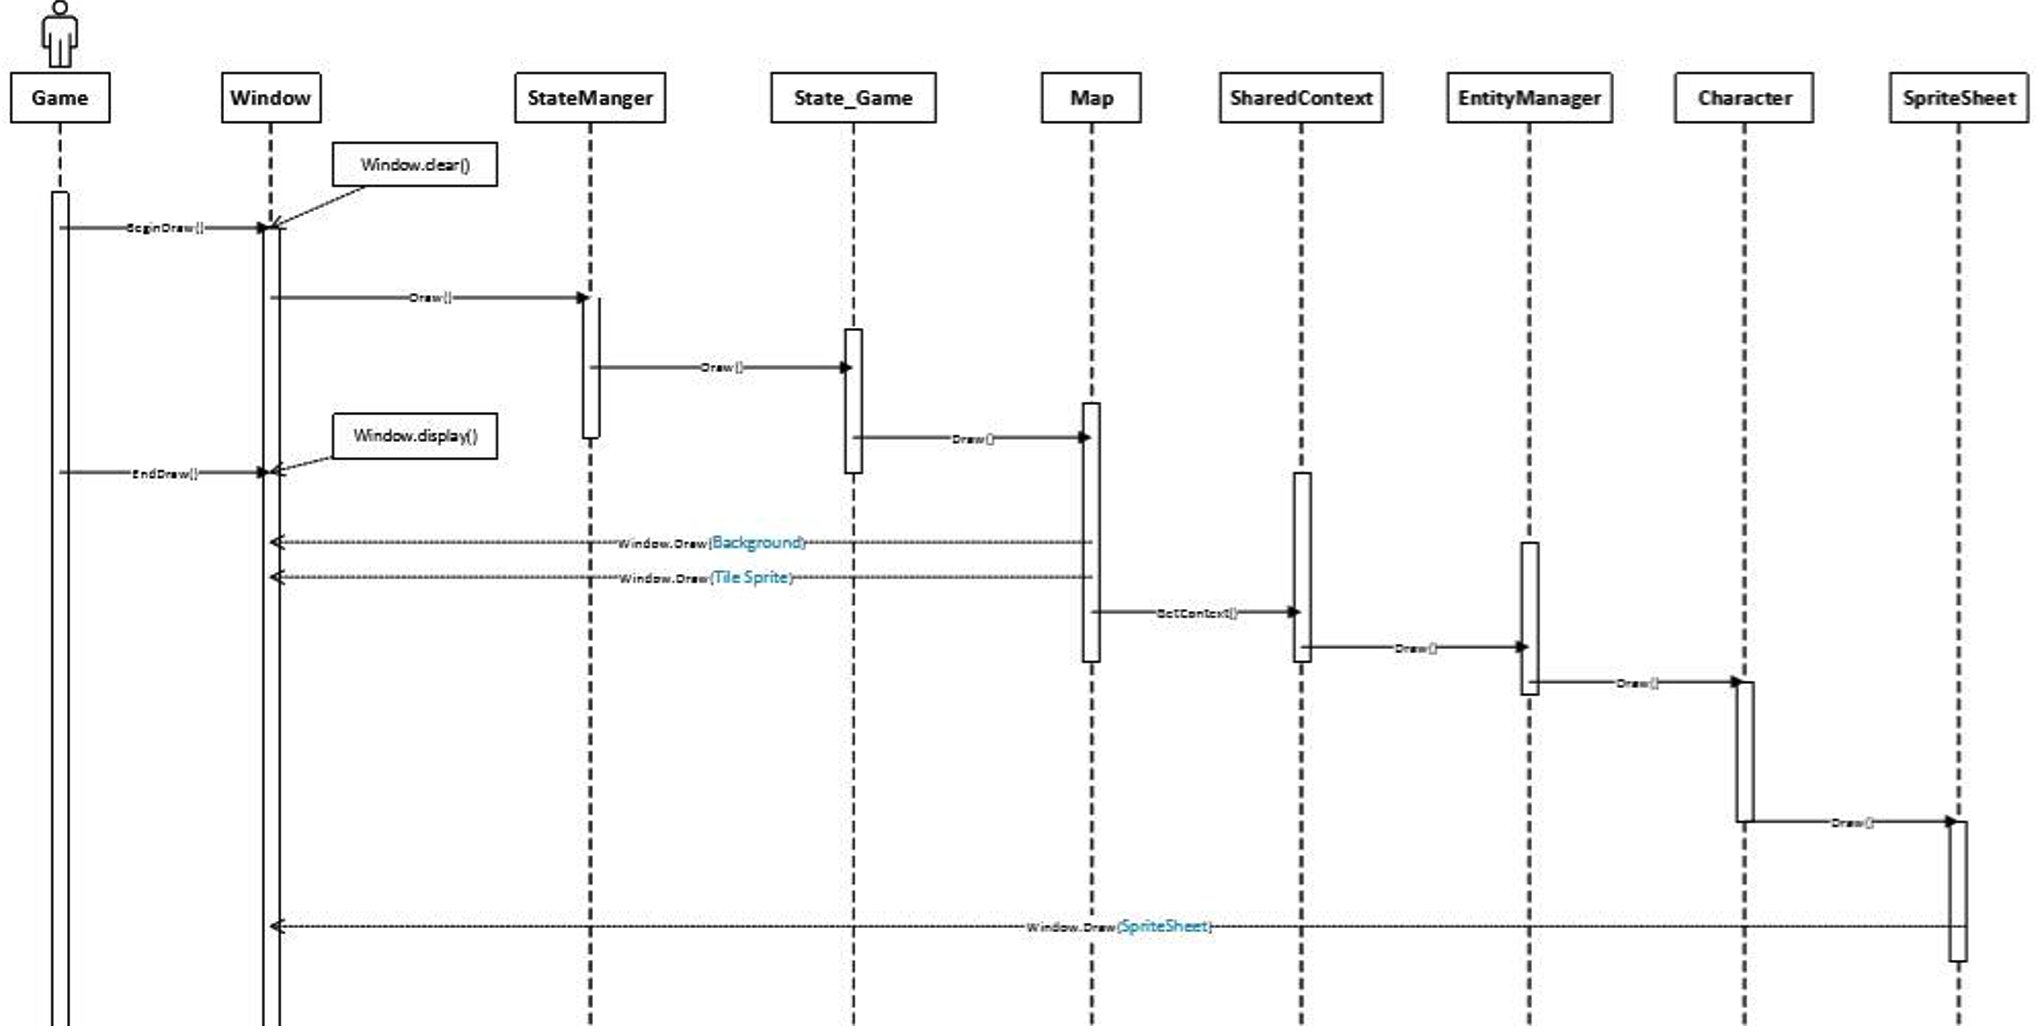 Game
Window
StateManger
State_Game
Map
SharedContext
EntityManager
Character
SpriteSheet
Window.clear()
BeginDraw()
Draw()
Draw()
Window.display()
Draw()
EndDraw()
Window.Draw(Background)
Window.Draw(Tile Sprite)
GetContext()
Draw()
Draw()
Draw()
Window.Draw(SpriteSheet)